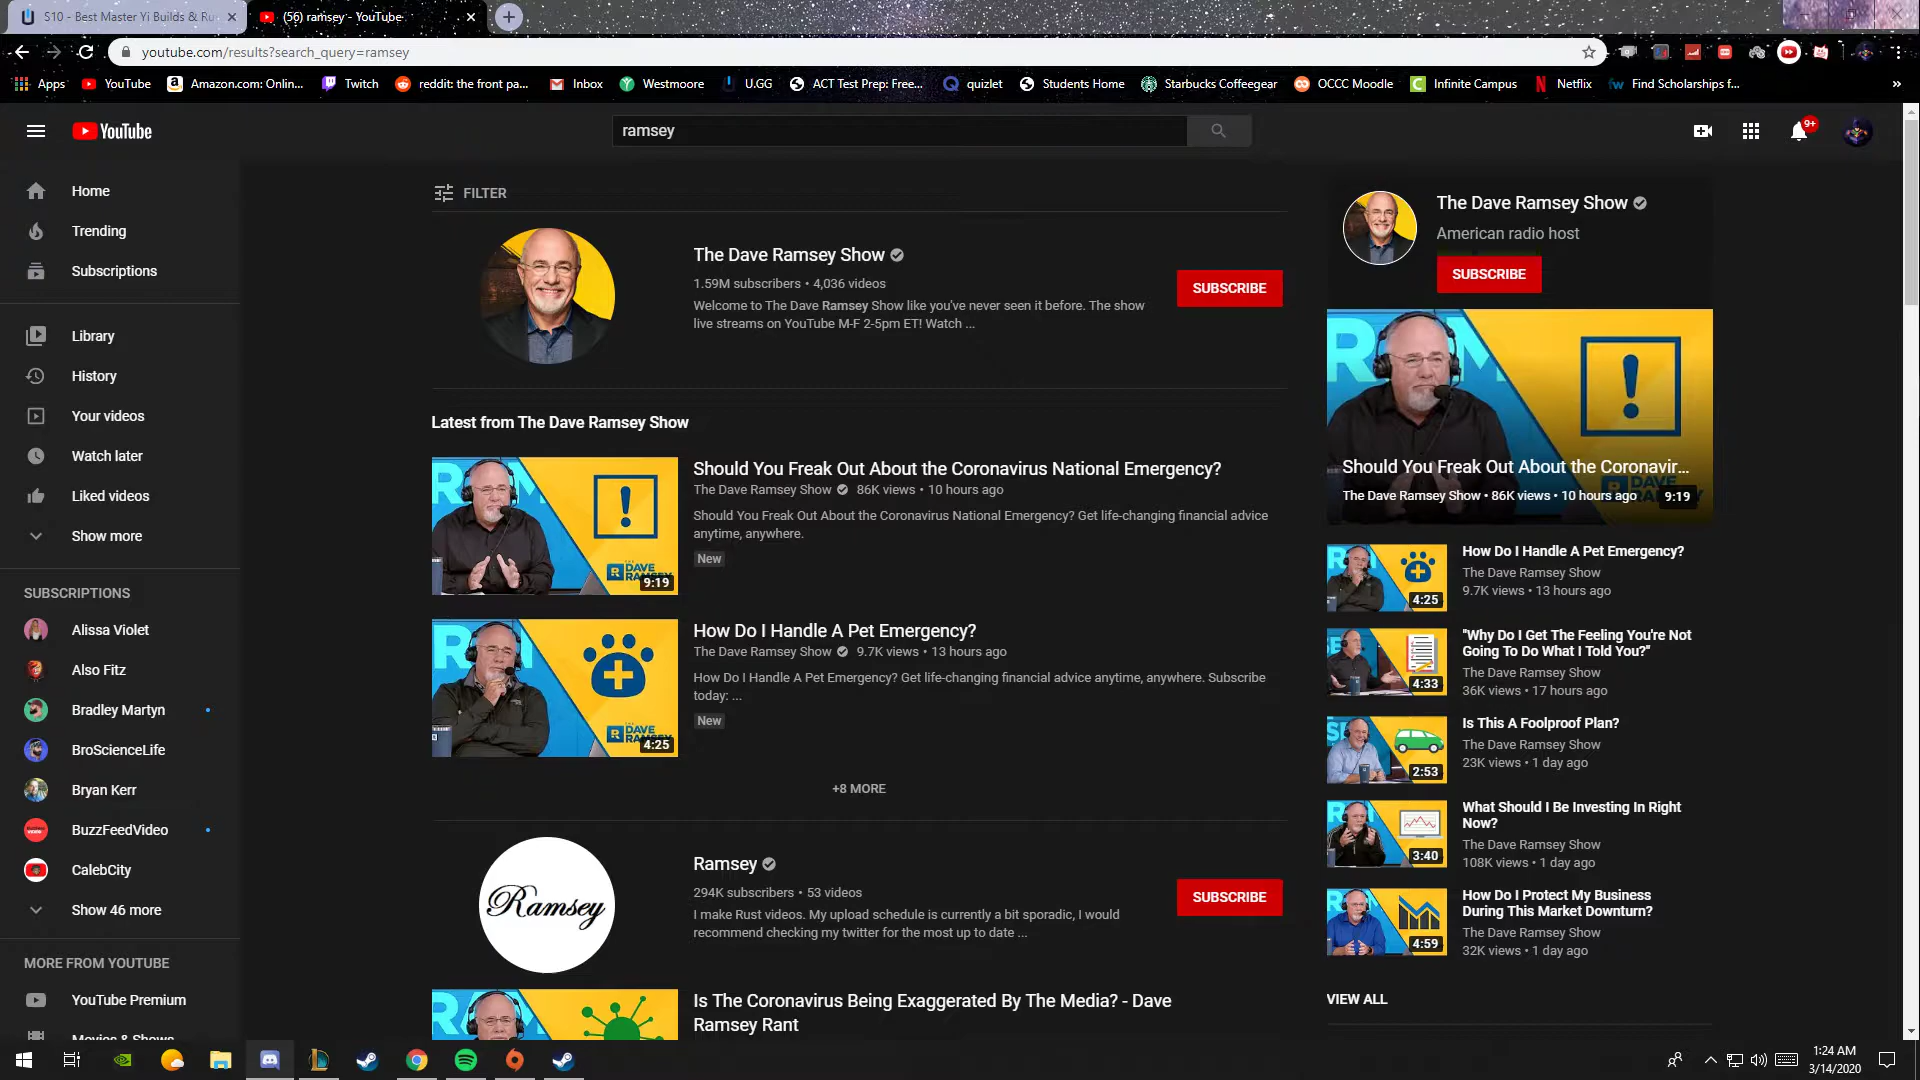 S10 - Best Master Yi Builds & Ru
(56) ramsey - YouTube
youtube.com/results?search_query=ramsey
Apps
YouTube
Amazon.com: Onlin...
Twitch
reddit: the front pa...
Inbox
Westmoore
U.GG
ACT Test Prep: Free...
quizlet
Students Home
Starbucks Coffeegear
OCCC Moodle
Infinite Campus
Netflix
Find Scholarships f...
YouTube
ramsey
9+
Home
Trending
Subscriptions
Library
History
Your videos
Watch later
Liked videos
Show more
SUBSCRIPTIONS
Alissa Violet
Also Fitz
Bradley Martyn
BroScienceLife
Bryan Kerr
BuzzFeedVideo
CalebCity
Show 46 more
MORE FROM YOUTUBE
YouTube Premium
Movies & Shows
FILTER
The Dave Ramsey Show
1.59M subscribers • 4,036 videos
Welcome to The Dave Ramsey Show like you've never seen it before. The show
live streams on YouTube M-F 2-5pm ET! Watch ...
SUBSCRIBE
Latest from The Dave Ramsey Show
Should You Freak Out About the Coronavirus National Emergency?
The Dave Ramsey Show 86K views • 10 hours ago
Should You Freak Out About the Coronavirus National Emergency? Get life-changing financial advice
anytime, anywhere.
New
9:19
How Do I Handle A Pet Emergency?
The Dave Ramsey Show 9.7K views • 13 hours ago
How Do I Handle A Pet Emergency? Get life-changing financial advice anytime, anywhere. Subscribe
today: ...
New
4:25
+8 MORE
Ramsey
Ramsey
294K subscribers • 53 videos
I make Rust videos. My upload schedule is currently a bit sporadic, I would
recommend checking my twitter for the most up to date ...
SUBSCRIBE
Is The Coronavirus Being Exaggerated By The Media? - Dave
Ramsey Rant
The Dave Ramsey Show
American radio host
SUBSCRIBE
Should You Freak Out About the Coronavir...
The Dave Ramsey Show • 86K views • 10 hours ago
9:19
How Do I Handle A Pet Emergency?
The Dave Ramsey Show
9.7K views • 13 hours ago
4:25
"Why Do I Get The Feeling You're Not
Going To Do What I Told You?"
The Dave Ramsey Show
36K views • 17 hours ago
4:33
Is This A Foolproof Plan?
The Dave Ramsey Show
23K views • 1 day ago
2:53
What Should I Be Investing In Right
Now?
The Dave Ramsey Show
108K views • 1 day ago
3:40
How Do I Protect My Business
During This Market Downturn?
The Dave Ramsey Show
32K views • 1 day ago
4:59
VIEW ALL
1:24 AM
3/14/2020